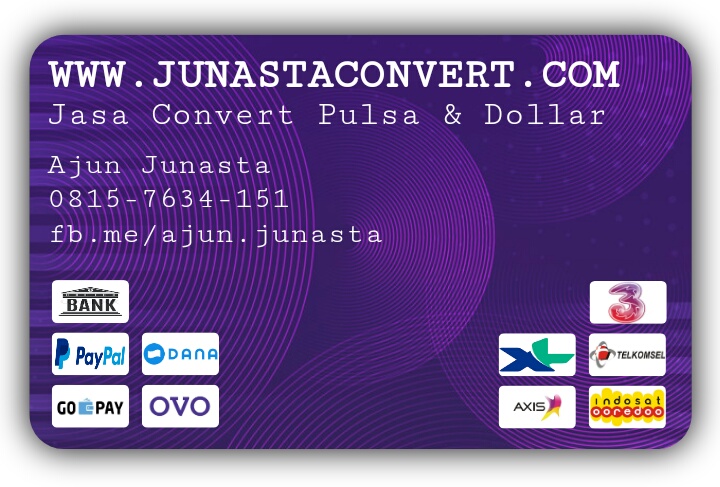 WWW.JUNASTACONVERT.COM
Jasa Convert Pulsa & Dollar
Ajun Junasta
0815-7634-151
fb.me/ajun.junasta
BANK
3
PayPal
DANA
XL
TELKOMSEL
GO PAY
OVO
AXIS
indosat
ooredoo